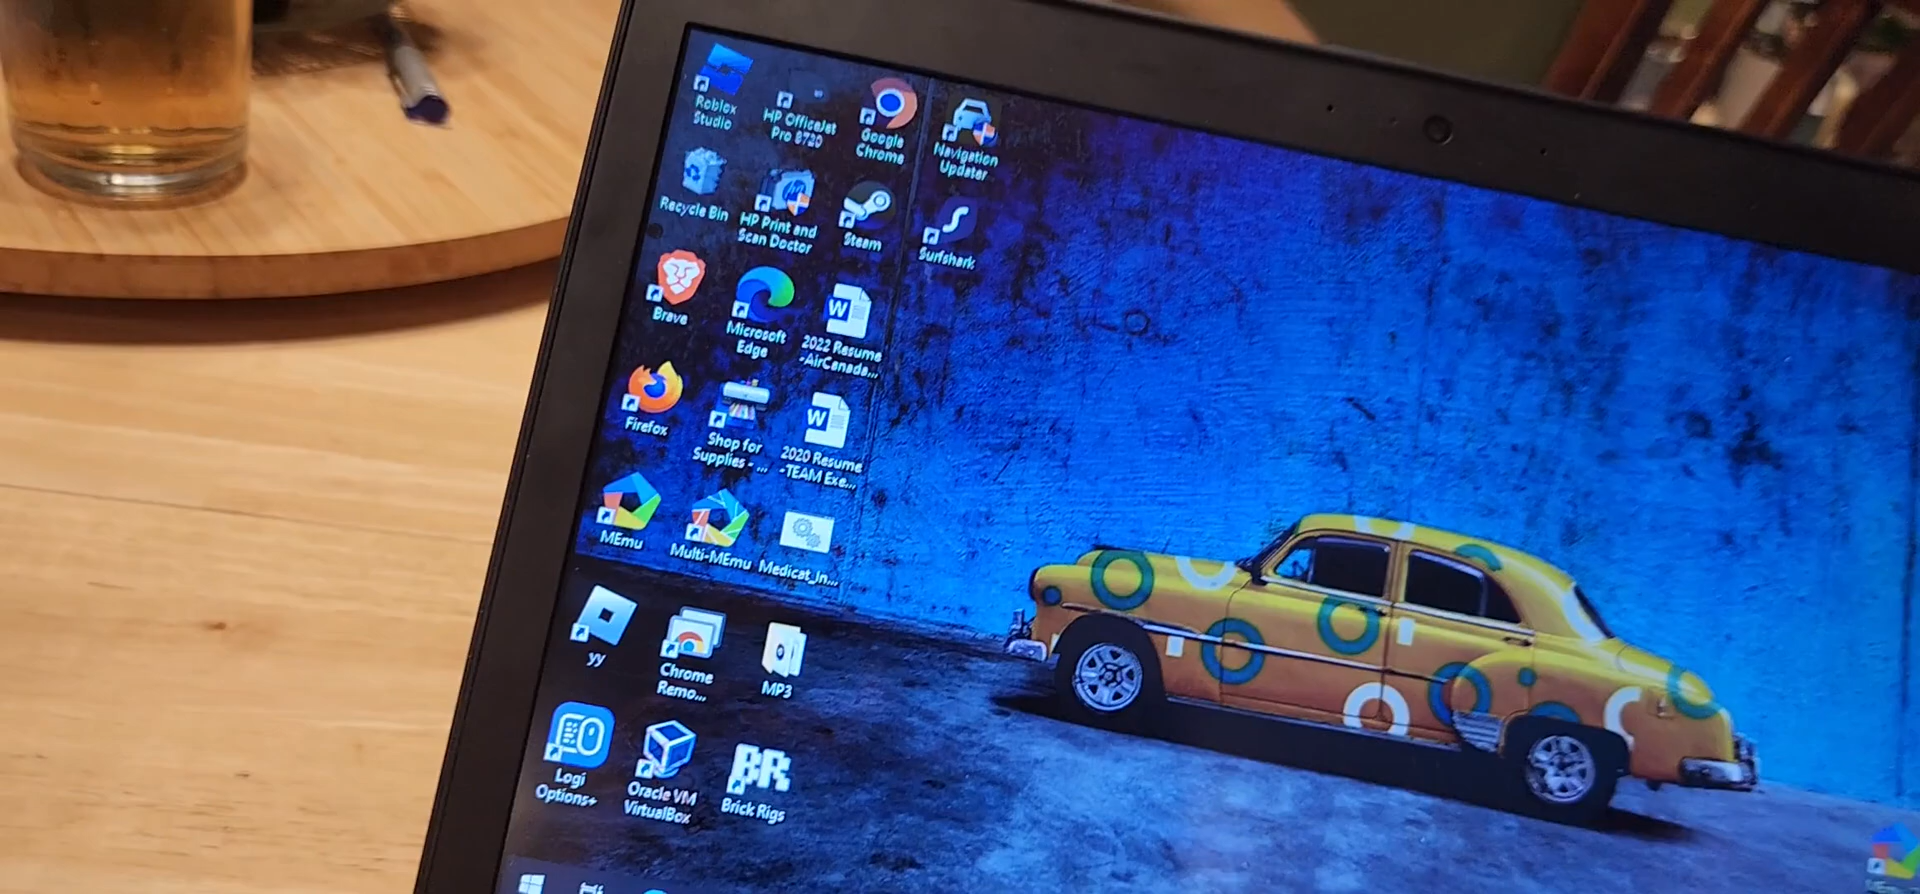 Roblox
Studio
HP OfficeJet
Pro 8720
Google
Chrome
Navigation
Updater
Recycle Bin
HP Print and
Scan Doctor
Steam
Surfshark
Brave
Microsoft
Edge
2022 Resume
-AirCanada...
Firefox
Shop for
Supplies - ...
2020 Resume
-TEAM Exe...
MEmu
Multi-MEmu
Medicat_In...
yy
Chrome
Remo...
MP3
Logi
Options+
Oracle VM
VirtualBox
BR
Brick Rigs